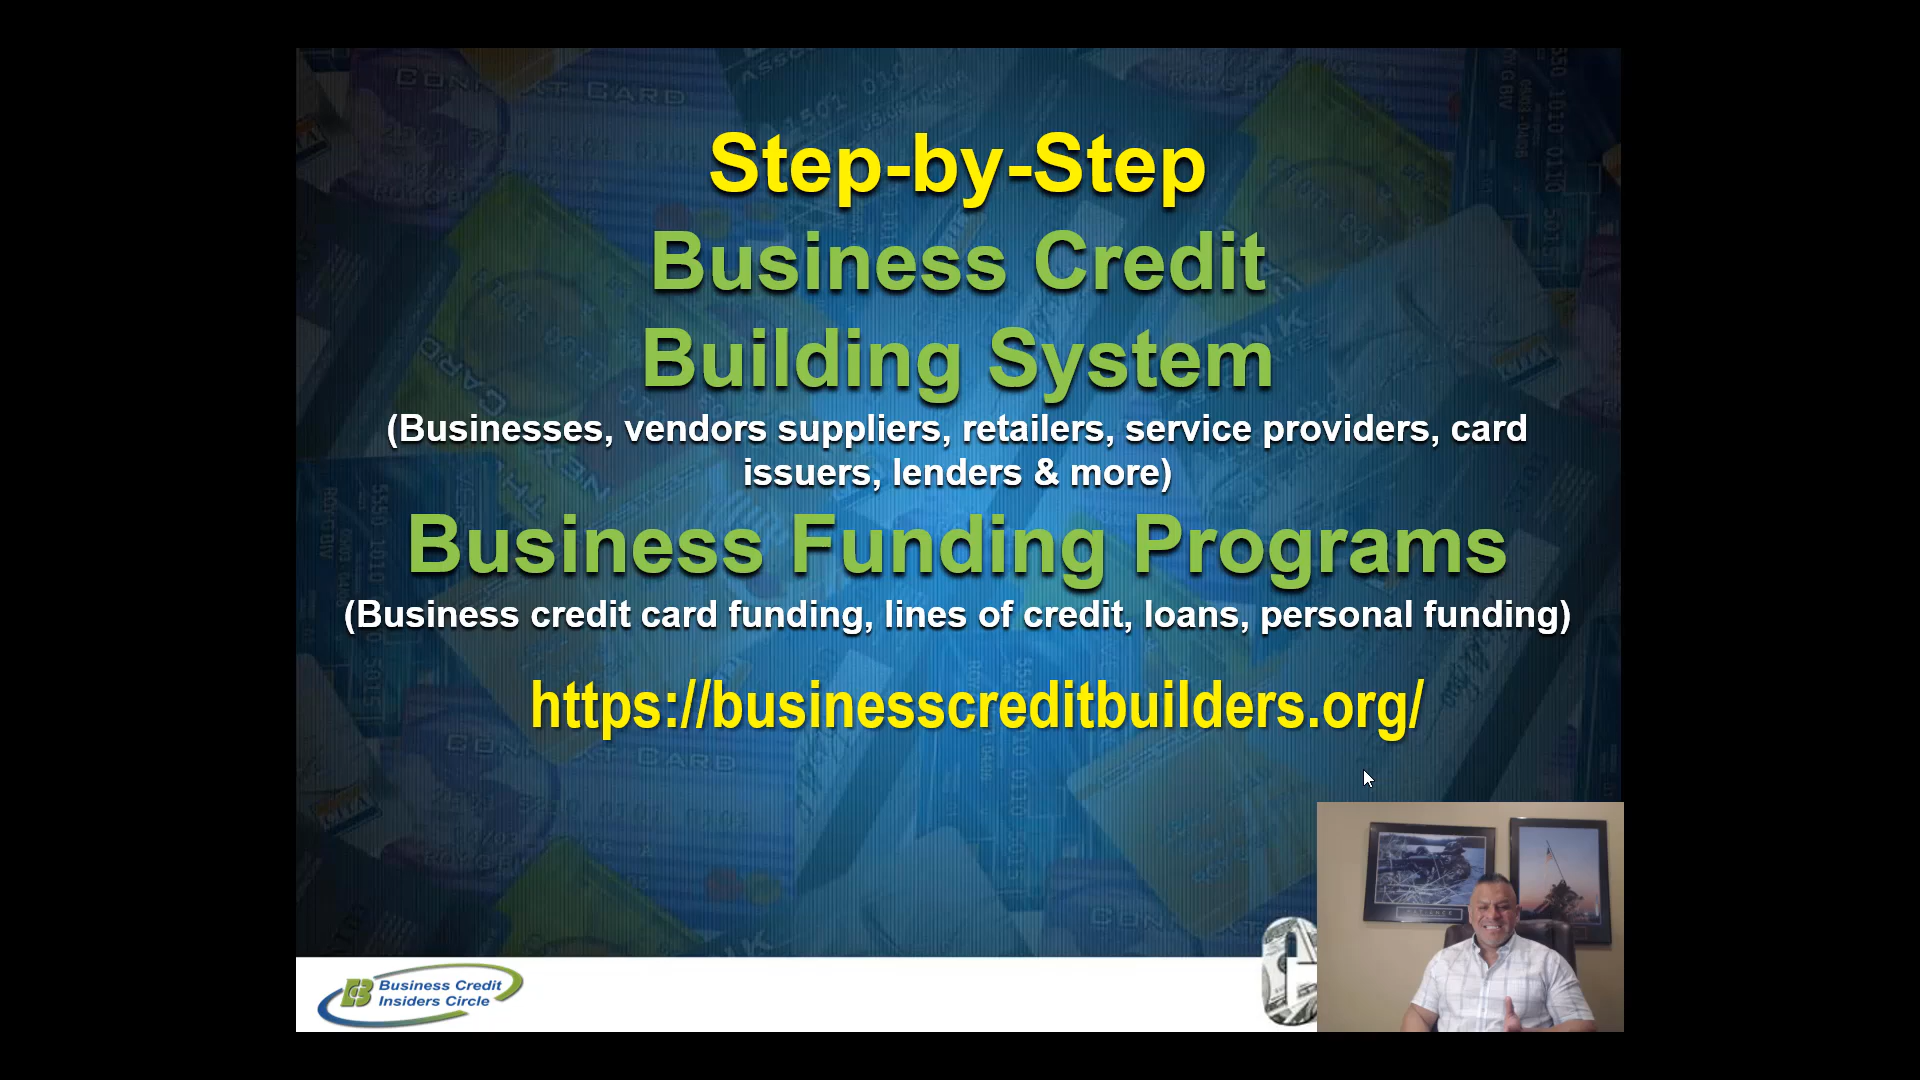 Step-by-Step
Business Credit
Building System
(Businesses, vendors suppliers, retailers, service providers, card
issuers, lenders & more)
Business Funding Programs
(Business credit card funding, lines of credit, loans, personal funding)
https://businesscreditbuilders.org/
Business Credit
Insiders Circle